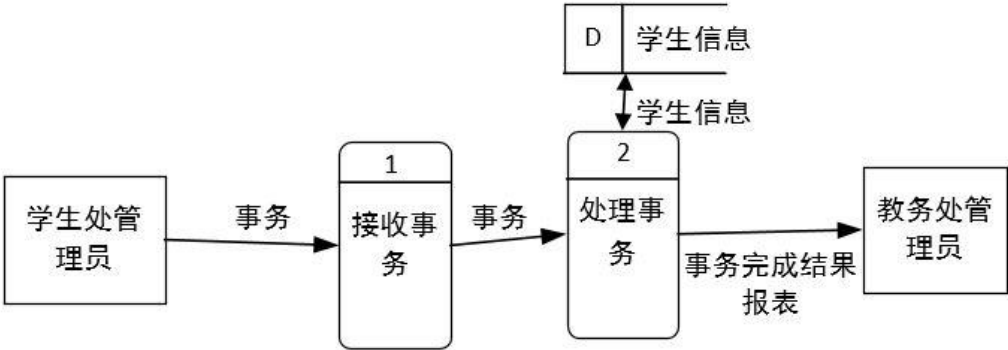 D
学生信息
学生信息
1
2
学生处管
理员
事务
接收事
务
事务
处理事
务
事务完成结果
报表
教务处管
理员